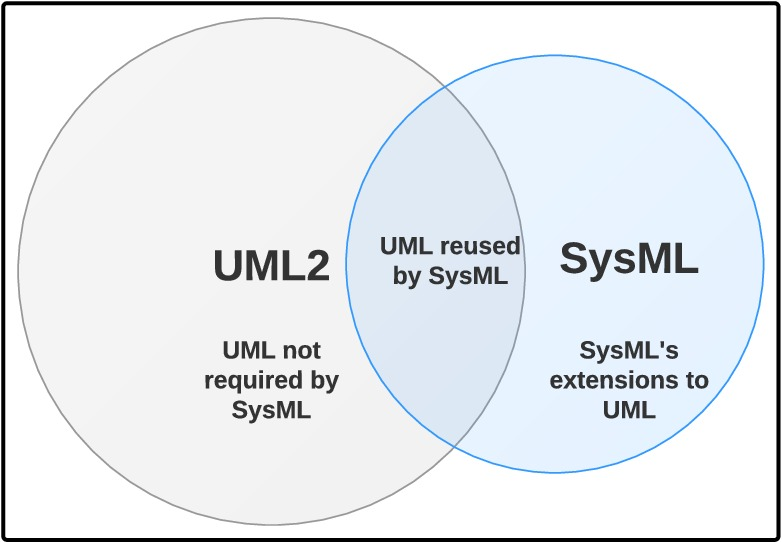 UML2
UML not
required by
SysML
UML reused
by SysML
SysML
SysML's
extensions to
UML